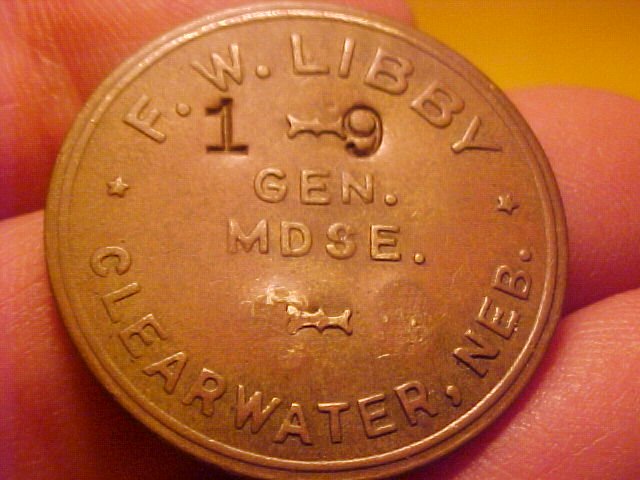 F. W. LIBBY
1 9
GEN.
MDSE.
CLEARWATER, NEB.